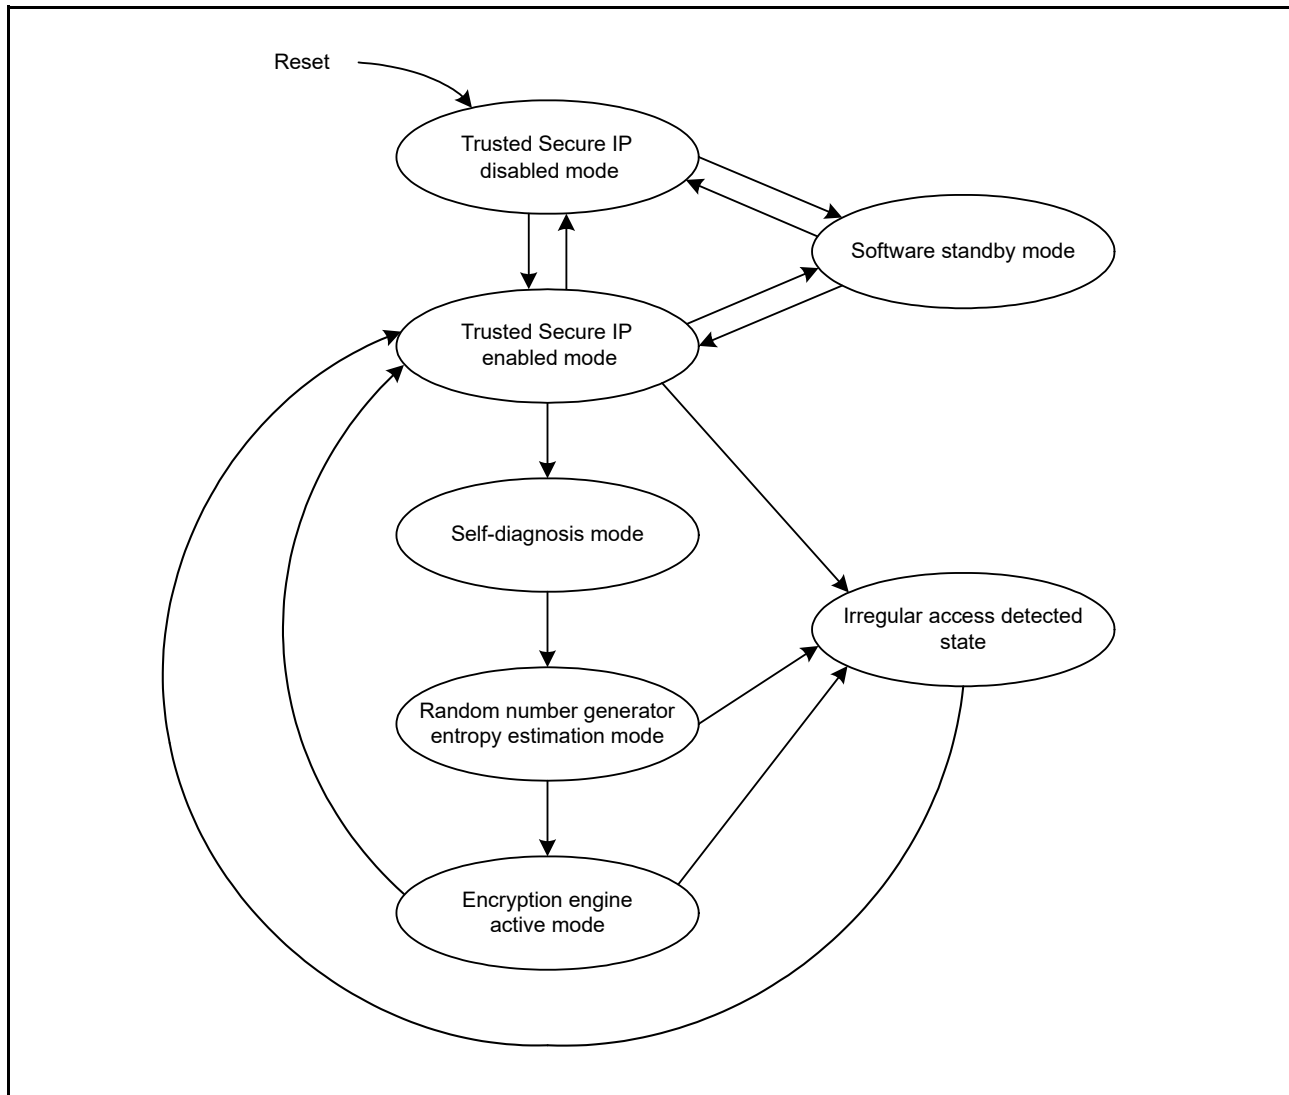 Reset
Trusted Secure IP
disabled mode
Software standby mode
Trusted Secure IP
enabled mode
Self-diagnosis mode
Irregular access detected
state
Random number generator
entropy estimation mode
Encryption engine
active mode